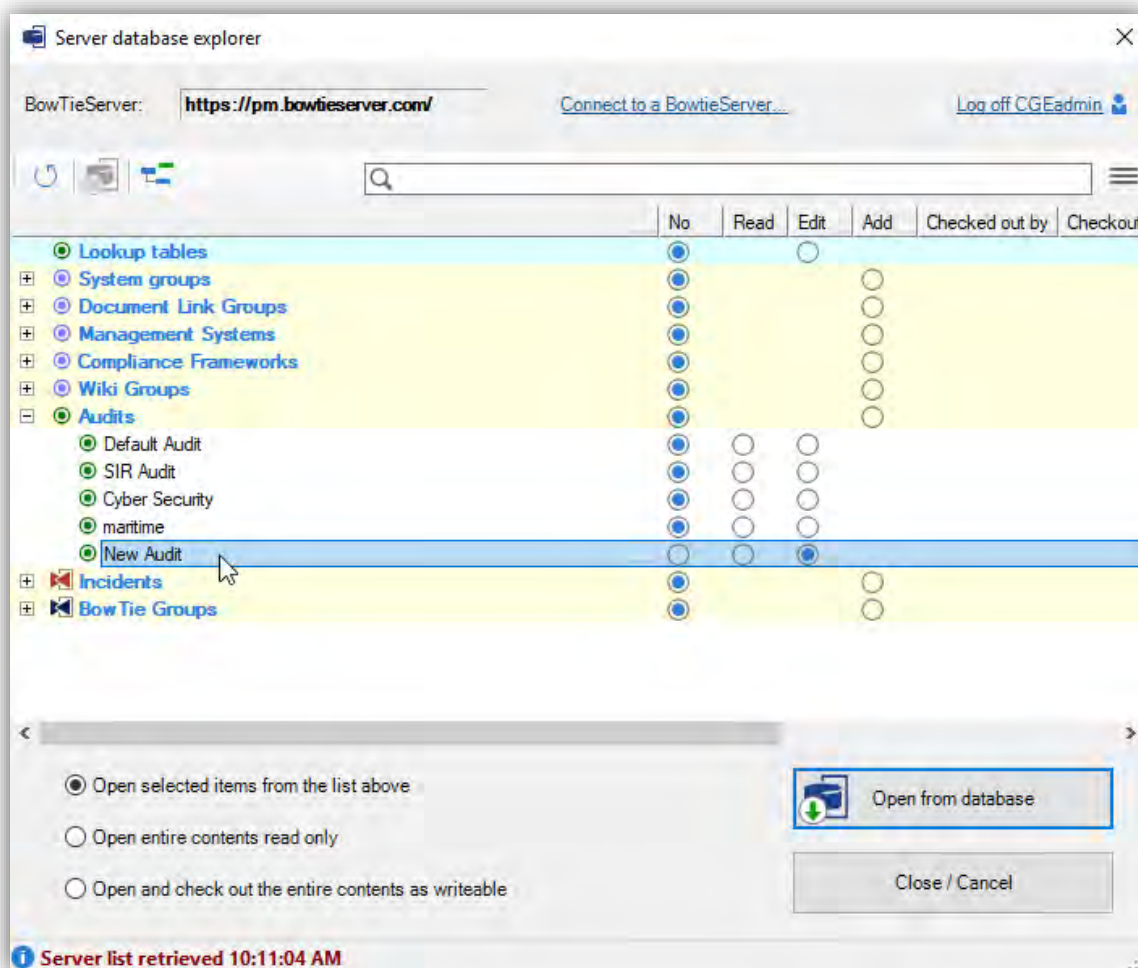 Server database explorer
BowTieServer: https://pm.bowtieserver.com/ Connect to a BowtieServer... Log off CGEadmin
No Read Edit Add Checked out by Checkout
Lookup tables
System groups
Document Link Groups
Management Systems
Compliance Frameworks
Wiki Groups
Audits
Default Audit
SIR Audit
Cyber Security
maritime
New Audit
Incidents
BowTie Groups
Open selected items from the list above
Open from database
Open entire contents read only
Open and check out the entire contents as writeable
Close / Cancel
Server list retrieved 10:11:04 AM